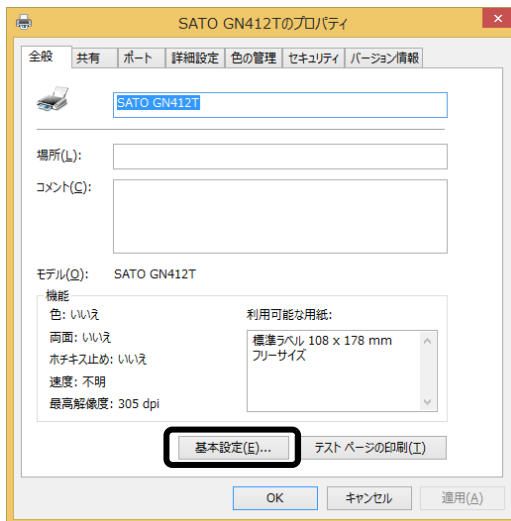 SATO GN412Tのプロパティ
全般 共有 ポート 詳細設定 色の管理 セキュリティ バージョン情報
SATO GN412T
場所(L):
コメント(C):
モデル(O): SATO GN412T
機能
色: いいえ
両面: いいえ
ホチキス止め: いいえ
速度: 不明
最高解像度: 305 dpi
利用可能な用紙:
標準ラベル 108 x 178 mm
フリーサイズ
基本設定(E)... テスト ページの印刷(T)
OK キャンセル 適用(A)